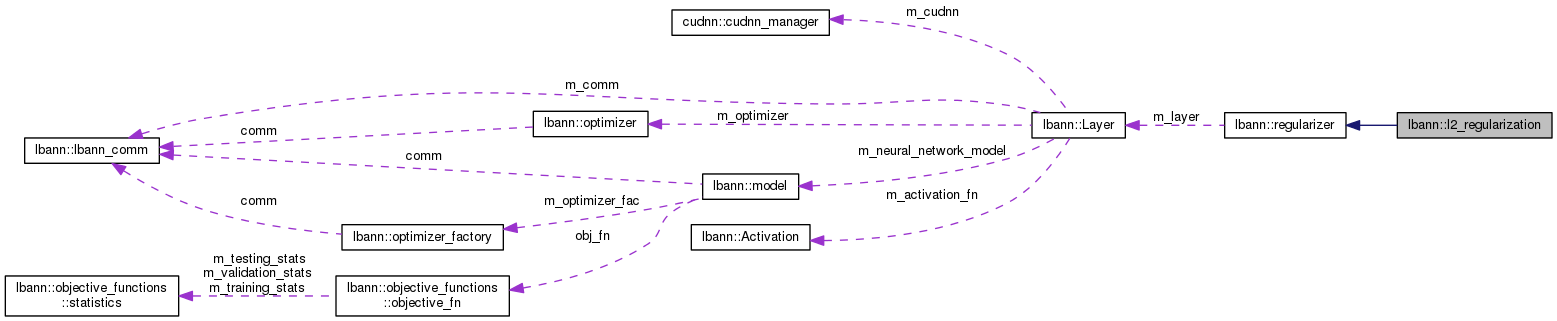 m_cudnn
cudnn::cudnn_manager
m_comm
m_optimizer
lbann::optimizer
comm
lbann::lbann_comm
lbann::Layer
m_layer
lbann::regularizer
lbann::l2_regularization
comm
m_neural_network_model
lbann::model
m_activation_fn
m_optimizer_fac
comm
lbann::optimizer_factory
obj_fn
lbann::Activation
m_testing_stats
m_validation_stats
m_training_stats
lbann::objective_functions
::statistics
lbann::objective_functions
::objective_fn